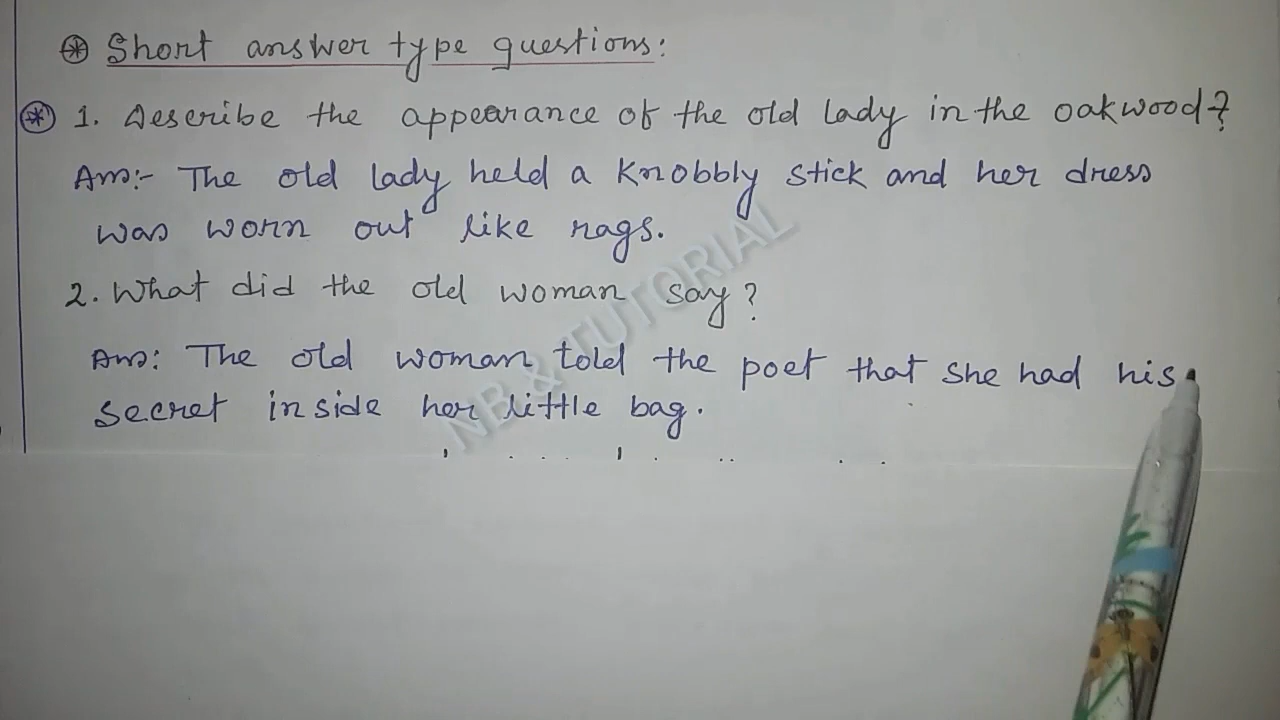 ⊛ Short answer type questions:
⊛ 1. Describe the appearance of the old lady in the oakwood?
Ans:- The old lady held a knobbly stick and her dress
was worn out like rags.
2. What did the old woman say?
Ans: The old woman told the poet that she had his
secret inside her little bag.
NB & TUTORIAL